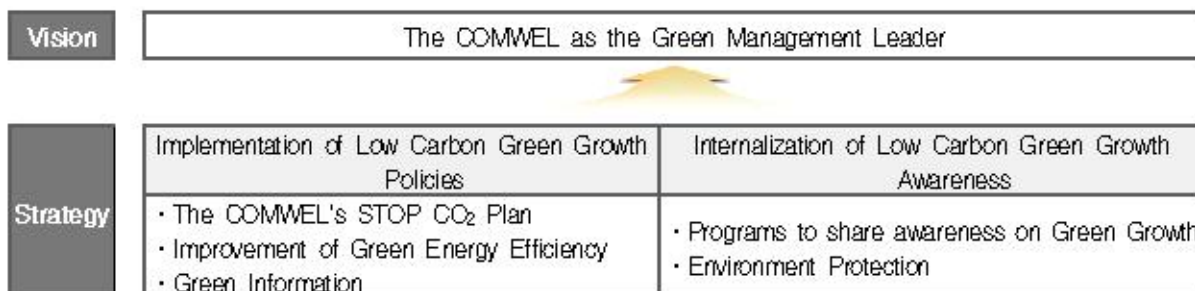 Vision
The COMWEL as the Green Management Leader
Strategy
Implementation of Low Carbon Green Growth
Policies
· The COMWEL's STOP CO₂ Plan
· Improvement of Green Energy Efficiency
· Green Information
Internalization of Low Carbon Green Growth
Awareness
· Programs to share awareness on Green Growth
· Environment Protection